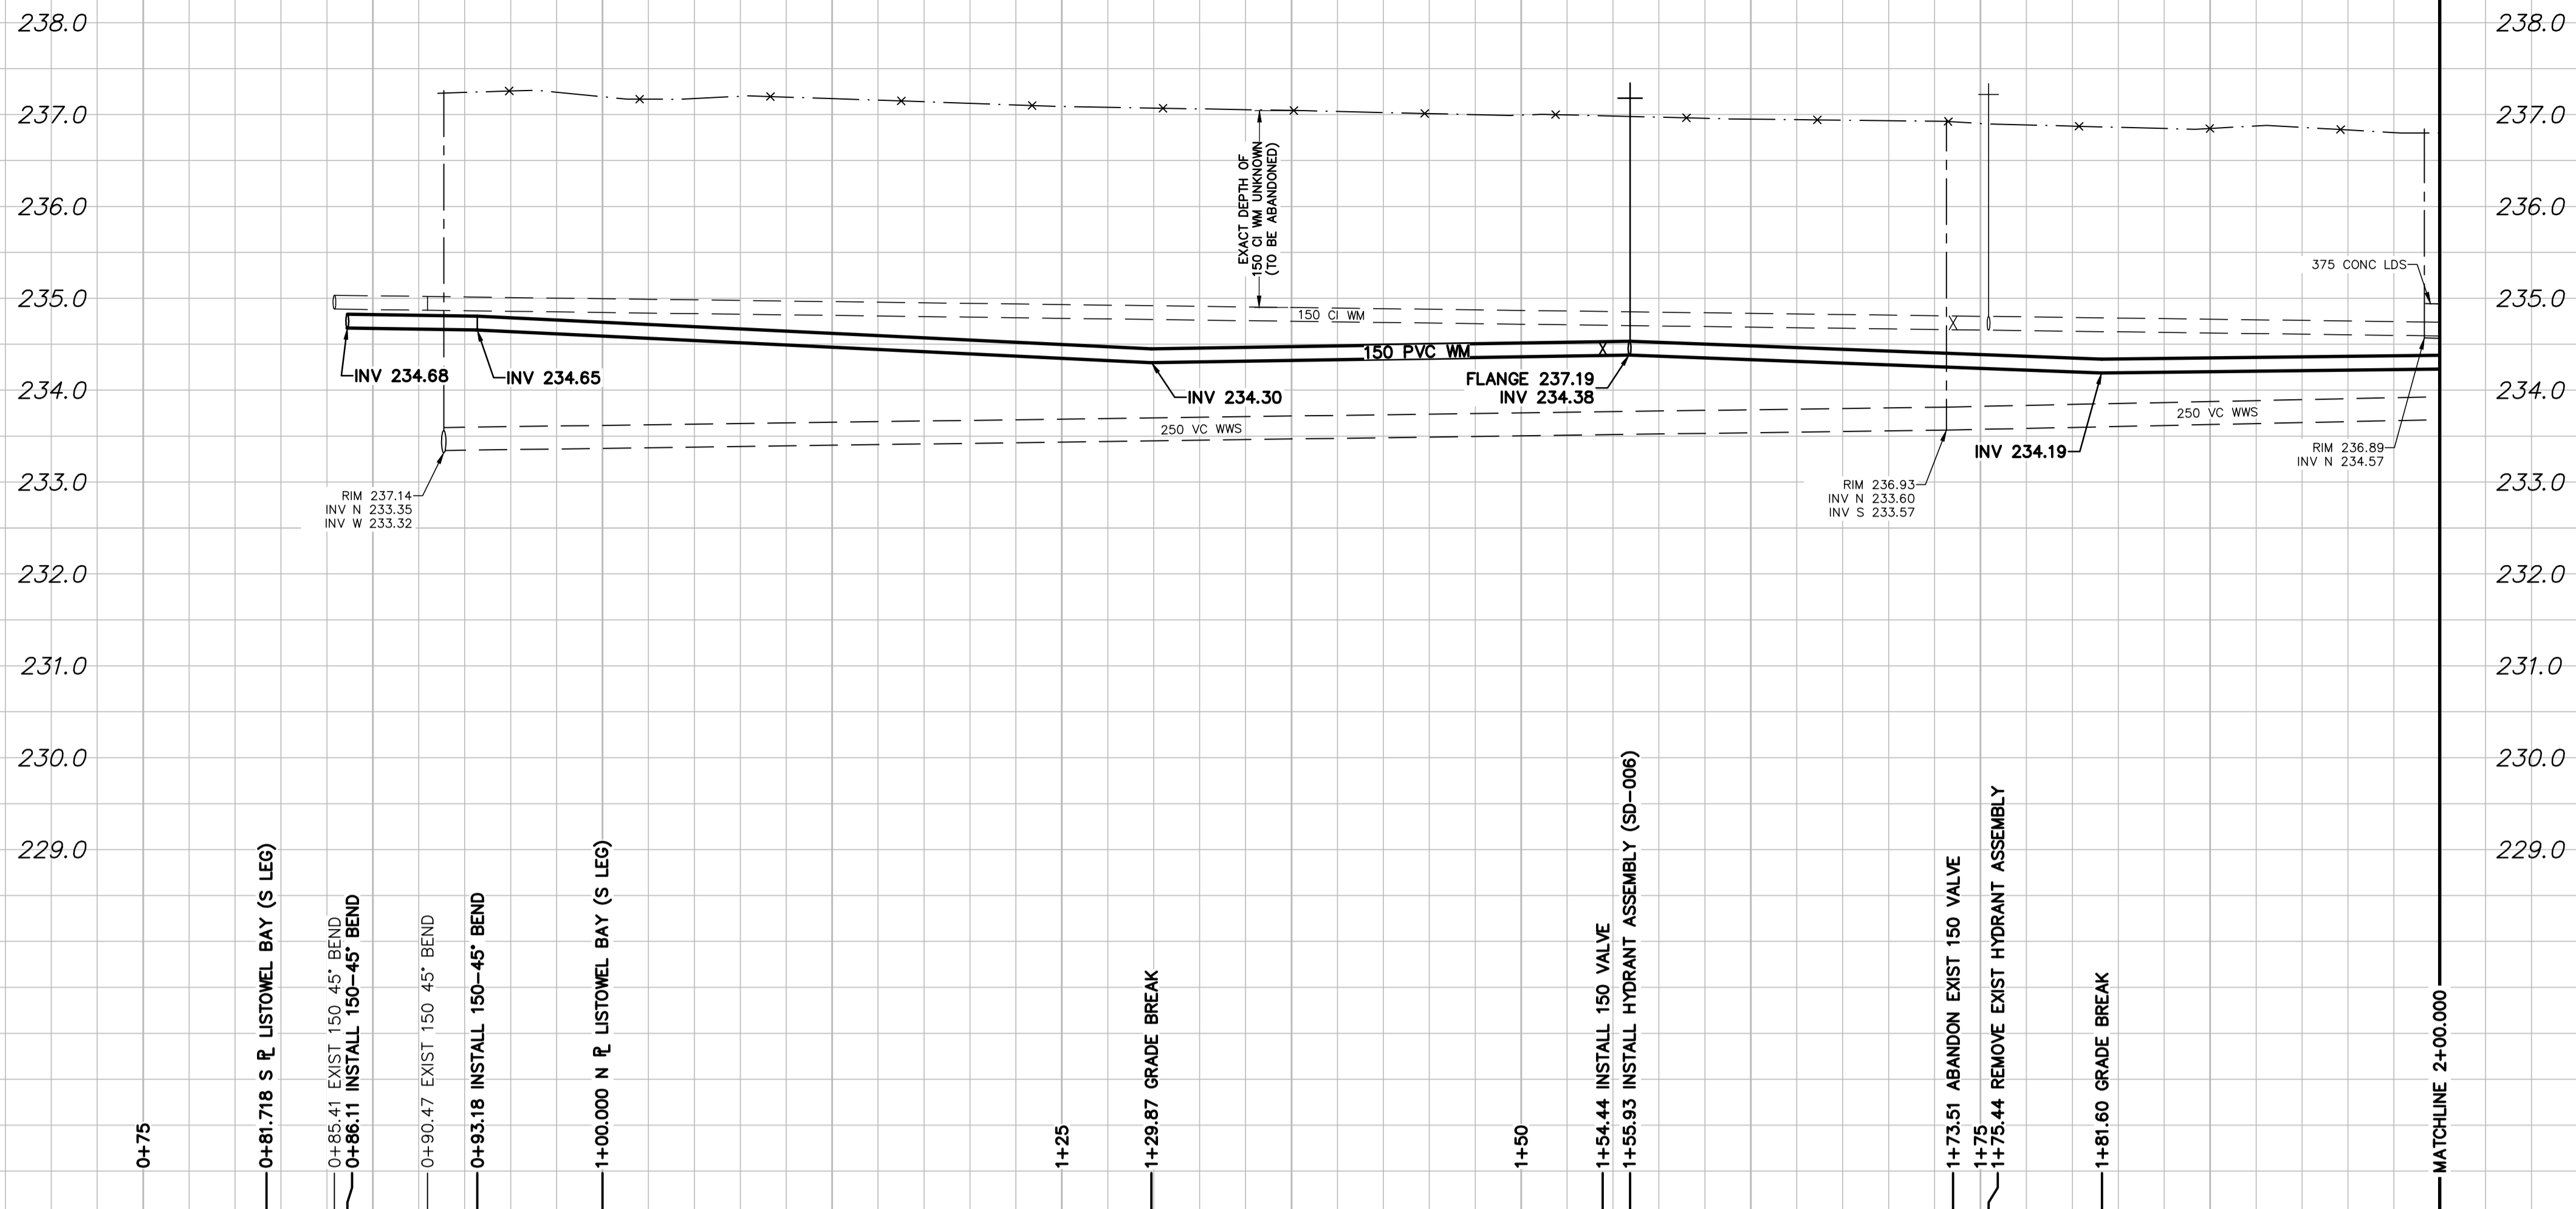 238.0
238.0
237.0
237.0
EXACT DEPTH OF
150 CI WM UNKNOWN
(TO BE ABANDONED)
236.0
236.0
375 CONC LDS
235.0
235.0
150 CI WM
150 PVC WM
INV 234.68
INV 234.65
FLANGE 237.19
INV 234.38
INV 234.30
234.0
234.0
250 VC WWS
250 VC WWS
INV 234.19
RIM 236.89
INV N 234.57
233.0
233.0
RIM 237.14
INV N 233.35
INV W 233.32
RIM 236.93
INV N 233.60
INV S 233.57
232.0
232.0
231.0
231.0
230.0
230.0
229.0
229.0
0+75
0+81.718 S PL LISTOWEL BAY (S LEG)
0+85.41 EXIST 150 45° BEND
0+86.11 INSTALL 150-45° BEND
0+90.47 EXIST 150 45° BEND
0+93.18 INSTALL 150-45° BEND
1+00.000 N PL LISTOWEL BAY (S LEG)
1+25
1+29.87 GRADE BREAK
1+50
1+54.44 INSTALL 150 VALVE
1+55.93 INSTALL HYDRANT ASSEMBLY (SD-006)
1+73.51 ABANDON EXIST 150 VALVE
1+75
1+75.44 REMOVE EXIST HYDRANT ASSEMBLY
1+81.60 GRADE BREAK
MATCHLINE 2+00.000